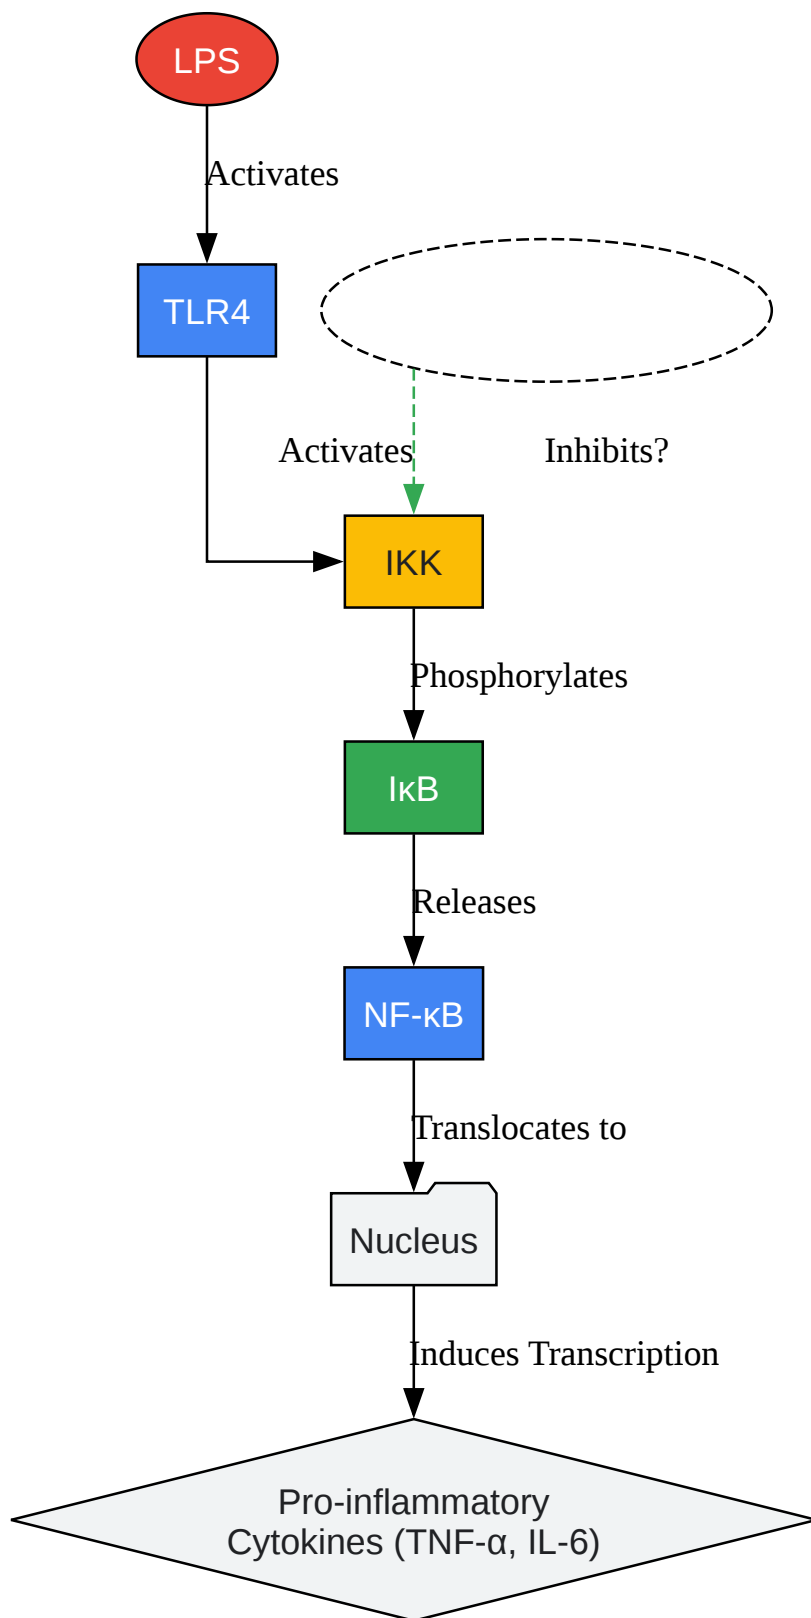 LPS
Activates
TLR4
Activates
Inhibits?
IKK
Phosphorylates
IκB
Releases
NF-κB
Translocates to
Nucleus
Induces Transcription
Pro-inflammatory
Cytokines (TNF-α, IL-6)